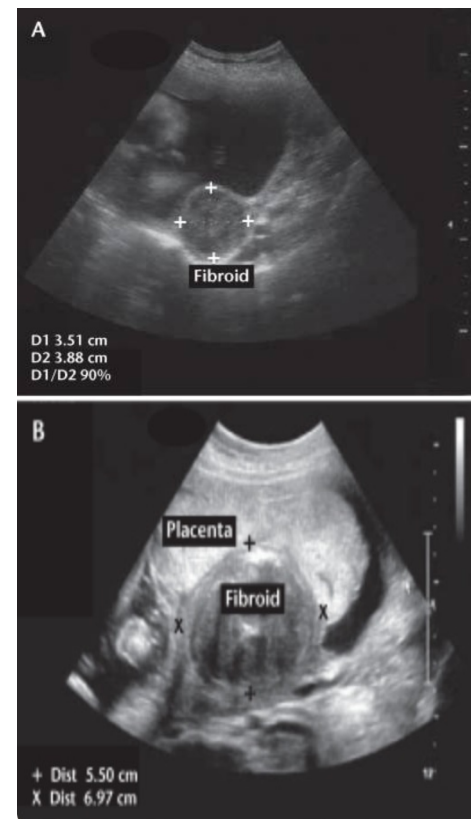 A
Fibroid
D1 3.51 cm
D2 3.88 cm
D1/D2 90%
B
Placenta
Fibroid
+ Dist 5.50 cm
X Dist 6.97 cm